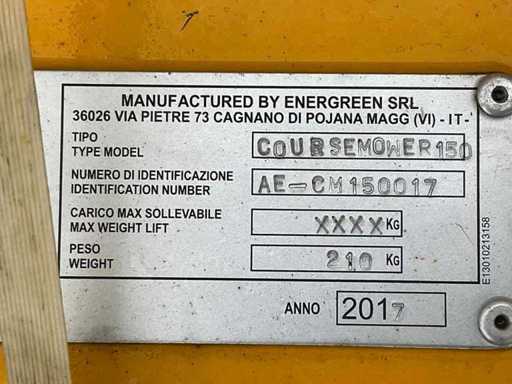 MANUFACTURED BY ENERGREEN SRL
36026 VIA PIETRE 73 CAGNANO DI POJANA MAGG (VI) - IT-
TIPO
TYPE MODEL
COURSEMOWER150
NUMERO DI IDENTIFICAZIONE
IDENTIFICATION NUMBER
AE-CM150017
CARICO MAX SOLLEVABILE
MAX WEIGHT LIFT
XXXX KG
PESO
WEIGHT
210 KG
ANNO 2017
E13010213158